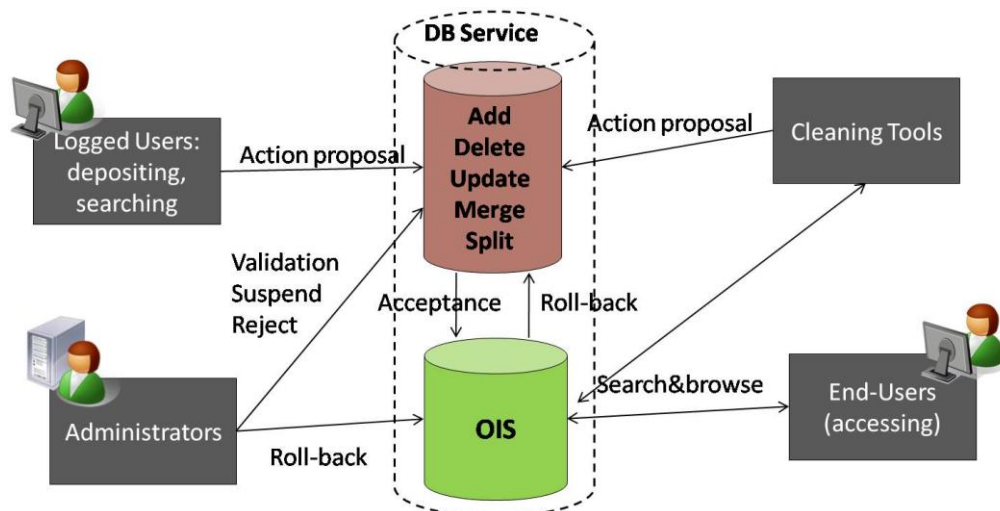 DB Service
Logged Users:
depositing,
searching
Action proposal
Add
Delete
Update
Merge
Split
Action proposal
Cleaning Tools
Validation
Suspend
Reject
Acceptance
Roll-back
Administrators
Roll-back
OIS
Search&browse
End-Users
(accessing)